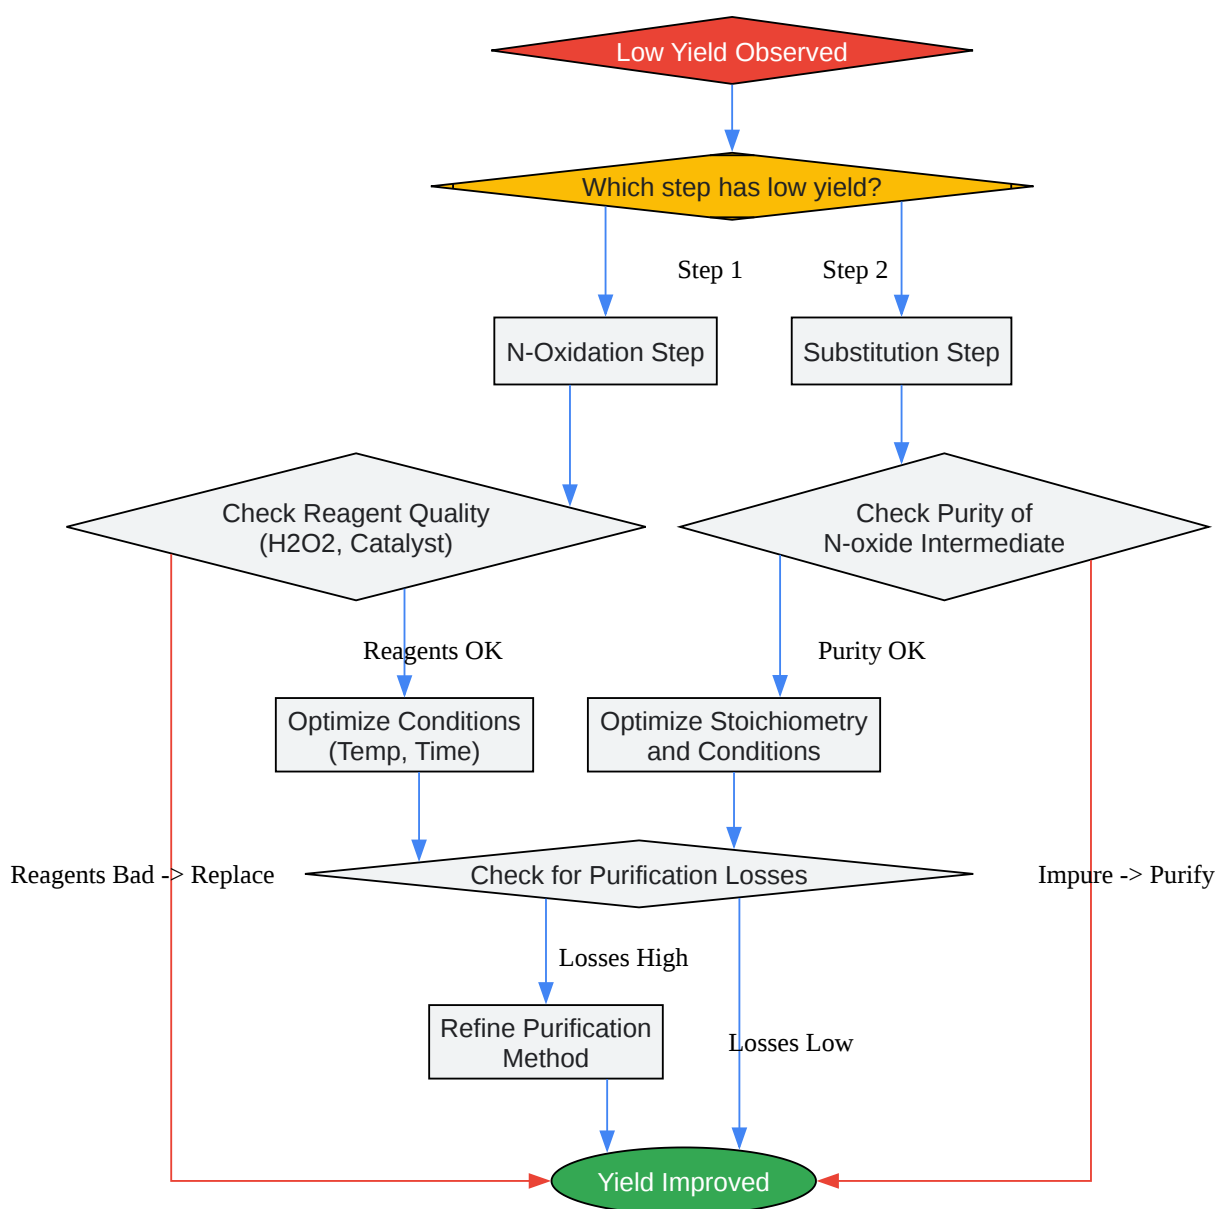 Low Yield Observed
Which step has low yield?
Step 1
Step 2
N-Oxidation Step
Substitution Step
Check Reagent Quality
(H2O2, Catalyst)
Check Purity of
N-oxide Intermediate
Reagents OK
Purity OK
Optimize Conditions
(Temp, Time)
Optimize Stoichiometry
and Conditions
Reagents Bad -> Replace
Check for Purification Losses
Impure -> Purify
Losses High
Refine Purification
Method
Losses Low
Yield Improved